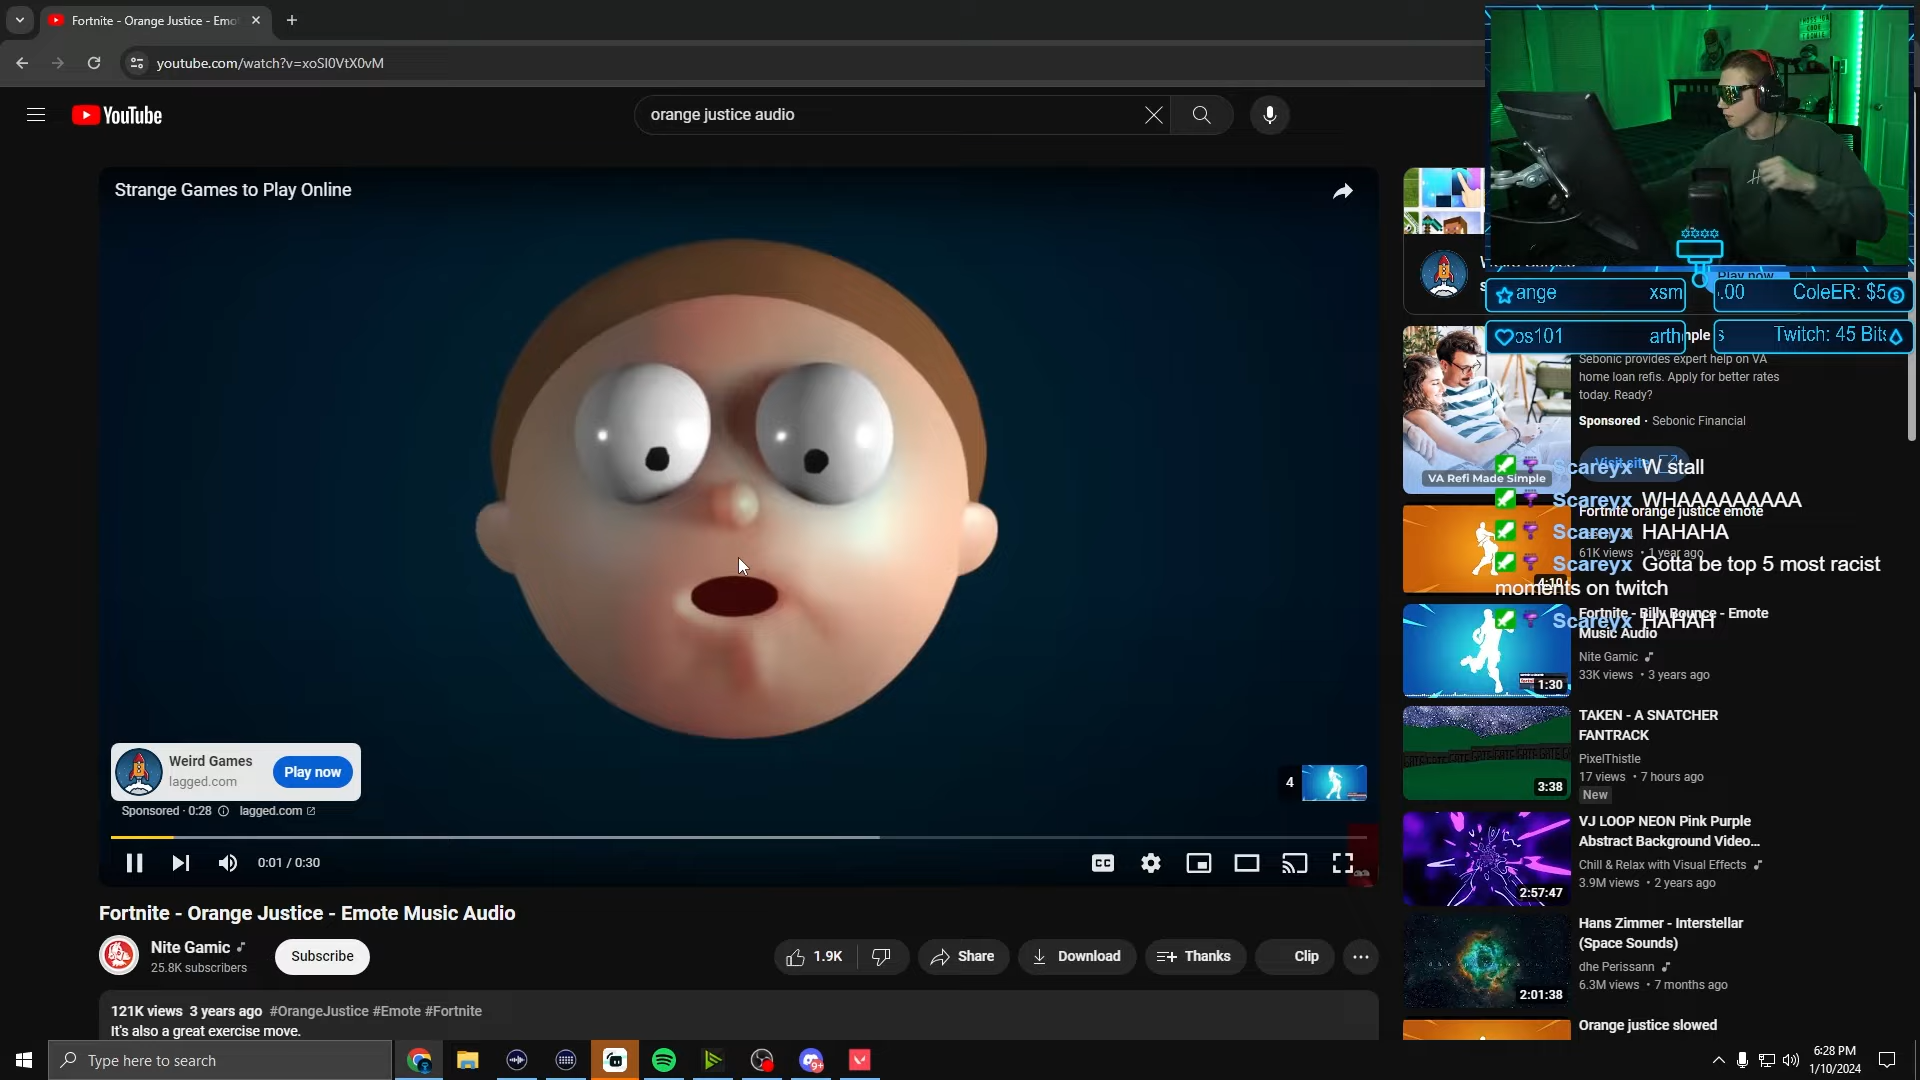 Fortnite - Orange Justice - Emo
youtube.com/watch?v=xoSI0VtX0vM
YouTube
orange justice audio
Strange Games to Play Online
Weird Games
lagged.com
Play now
Sponsored · 0:28
lagged.com
4
0:01 / 0:30
CC
Fortnite - Orange Justice - Emote Music Audio
Nite Gamic
25.8K subscribers
Subscribe
1.9K
Share
Download
Thanks
Clip
121K views 3 years ago #OrangeJustice #Emote #Fortnite
It's also a great exercise move.
Play now
ange xsm
.00 ColeER: $5
os101 arth
s Twitch: 45 Bits
Sebonic provides expert help on VA
home loan refis. Apply for better rates
today. Ready?
Sponsored · Sebonic Financial
Visit site
VA Refi Made Simple
Scareyx W stall
Scareyx WHAAAAAAAAA
Scareyx HAHAHA
Scareyx Gotta be top 5 most racist
moments on twitch
Scareyx HAHAH
Fortnite orange justice emote
61K views • 1 year ago
4:10
Fortnite - Billy Bounce - Emote
Music Audio
Nite Gamic
33K views • 3 years ago
1:30
TAKEN - A SNATCHER
FANTRACK
PixelThistle
17 views • 7 hours ago
New
3:38
VJ LOOP NEON Pink Purple
Abstract Background Video...
Chill & Relax with Visual Effects
3.9M views • 2 years ago
2:57:47
Hans Zimmer - Interstellar
(Space Sounds)
dhe Perissann
6.3M views • 7 months ago
2:01:38
Orange justice slowed
Type here to search
9+
6:28 PM
1/10/2024